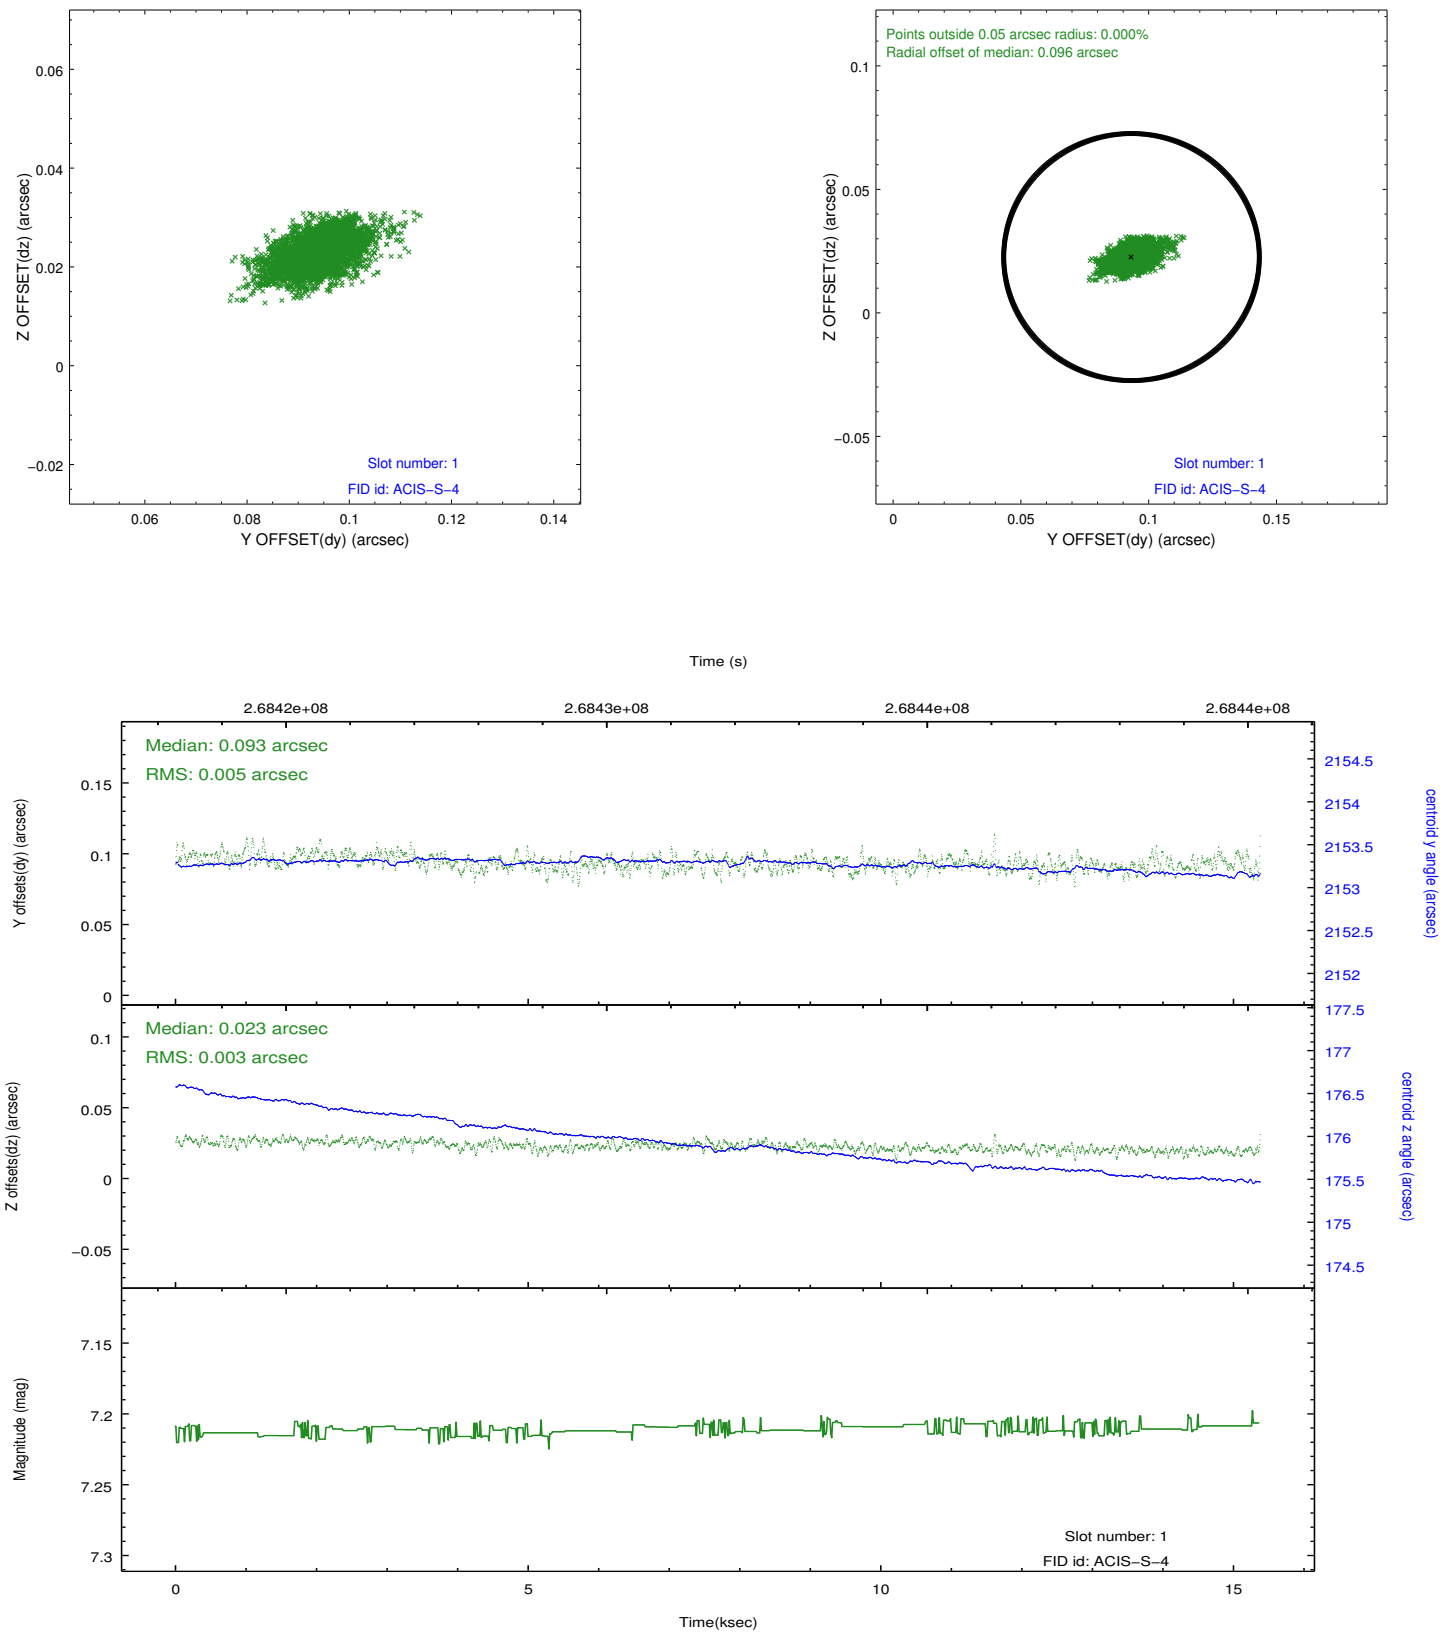 0.06
0.04
0.02
0
−0.02
Z OFFSET(dz) (arcsec)
Slot number: 1
FID id: ACIS−S−4
0.06 0.08 0.1 0.12 0.14
Y OFFSET(dy) (arcsec)
Points outside 0.05 arcsec radius: 0.000%
Radial offset of median: 0.096 arcsec
0.1
0.05
0
−0.05
Z OFFSET(dz) (arcsec)
Slot number: 1
FID id: ACIS−S−4
0 0.05 0.1 0.15
Y OFFSET(dy) (arcsec)
Time (s)
2.6842e+08 2.6843e+08 2.6844e+08 2.6844e+08
Median: 0.093 arcsec
RMS: 0.005 arcsec
0.15
0.1
0.05
0
Y offsets(dy) (arcsec)
2154.5
2154
2153.5
2153
2152.5
2152
centroid y angle (arcsec)
Median: 0.023 arcsec
RMS: 0.003 arcsec
0.1
0.05
0
−0.05
Z offsets(dz) (arcsec)
177.5
177
176.5
176
175.5
175
174.5
centroid z angle (arcsec)
7.15
7.2
7.25
7.3
Magnitude (mag)
Slot number: 1
FID id: ACIS−S−4
0 5 10 15
Time(ksec)